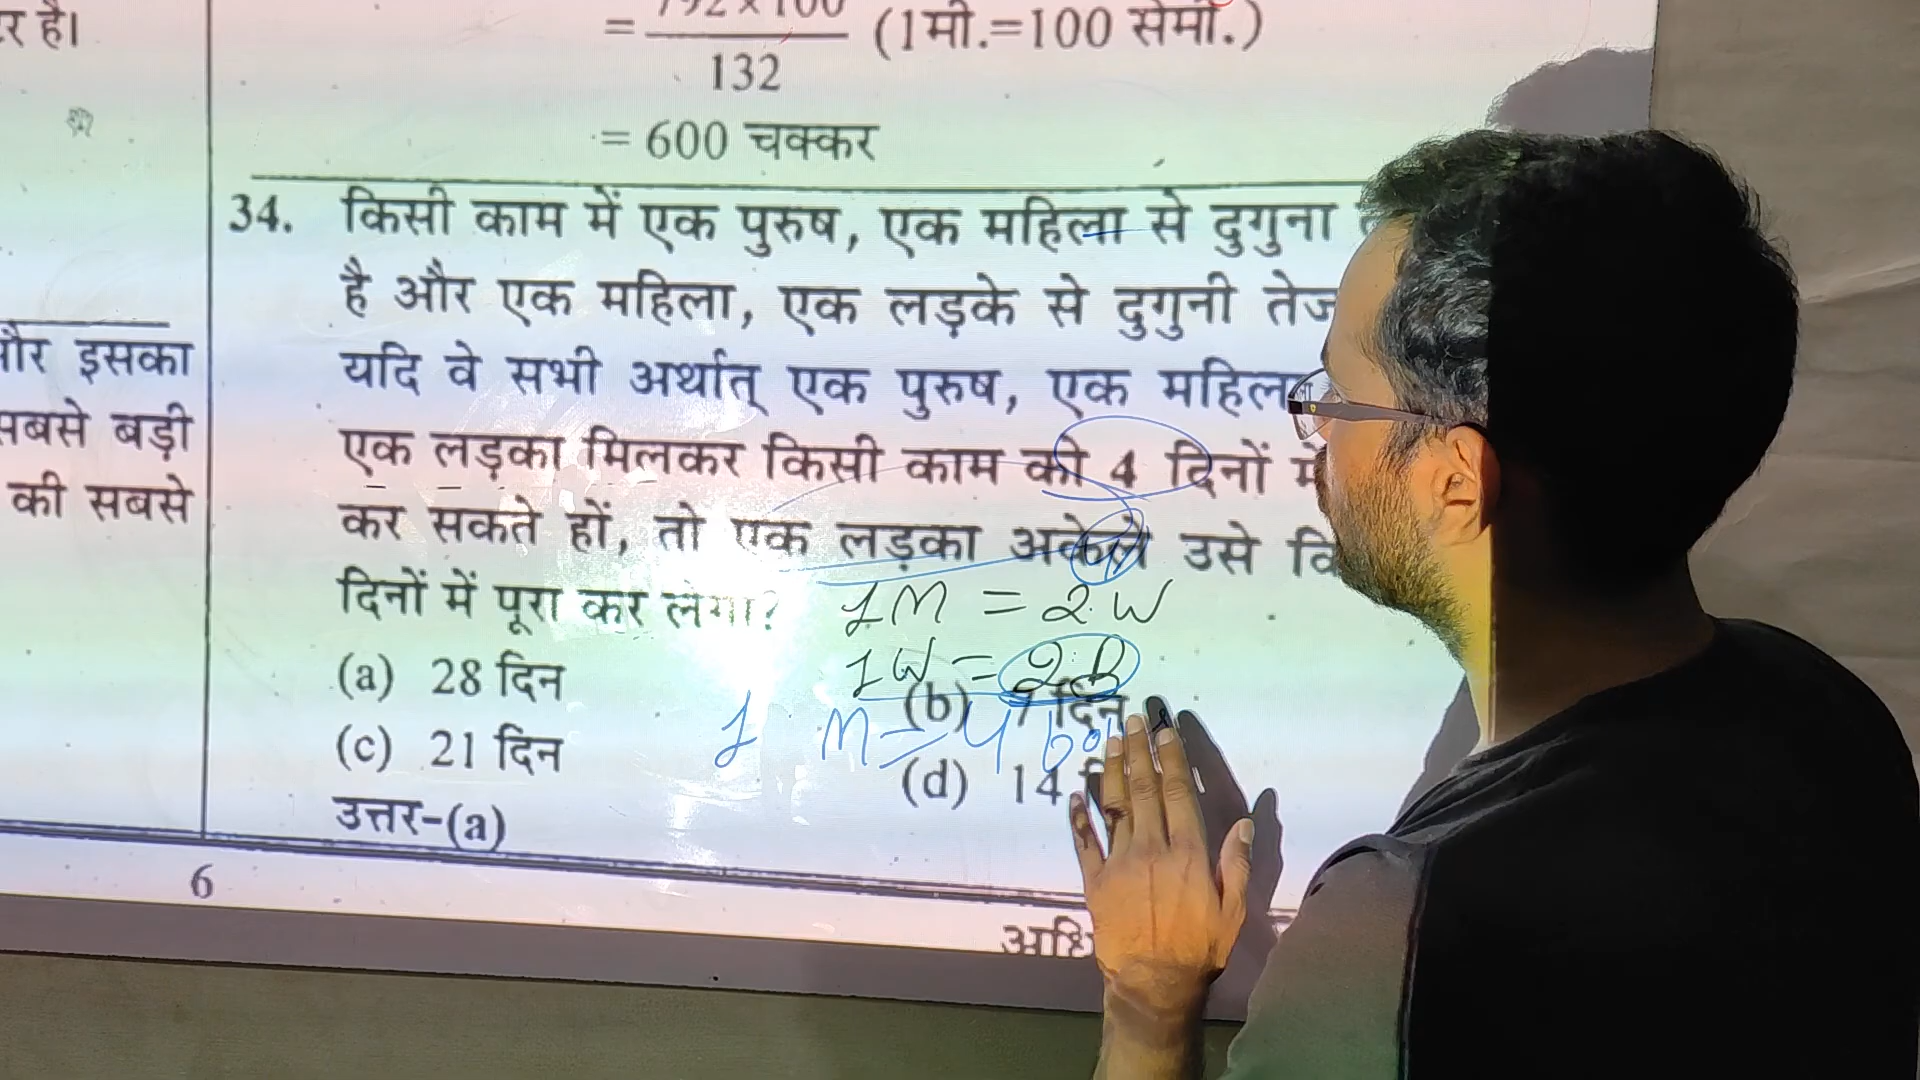 र है।
= 792×100 / 132 (1मी.=100 सेमी.)
= 600 चक्कर
34. किसी काम में एक पुरुष, एक महिला से दुगुना
है और एक महिला, एक लड़के से दुगुनी तेज
और इसका
यदि वे सभी अर्थात् एक पुरुष, एक महिला
सबसे बड़ी
एक लड़का मिलकर किसी काम को 4 दिनों में
की सबसे
कर सकते हों, तो एक लड़का अकेले उसे
दिनों में पूरा कर लेगा?
1M = 2W
1W = 2B
(a) 28 दिन (b) 7 दिन
1 M = 4 boy
(c) 21 दिन (d) 14
उत्तर-(a)
6